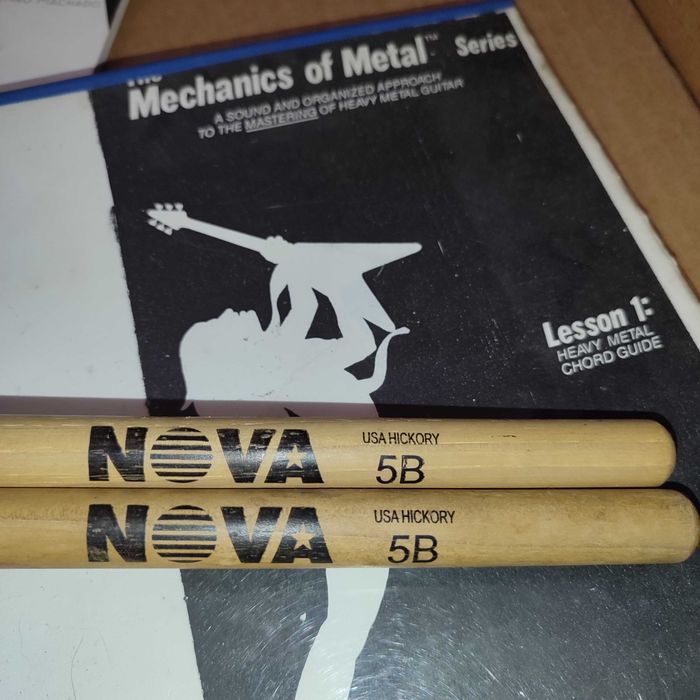 The
Mechanics of Metal™ Series
A SOUND AND ORGANIZED APPROACH
TO THE MASTERING OF HEAVY METAL GUITAR
Lesson 1:
HEAVY METAL
CHORD GUIDE
NOVA USA HICKORY
5B
NOVA USA HICKORY
5B